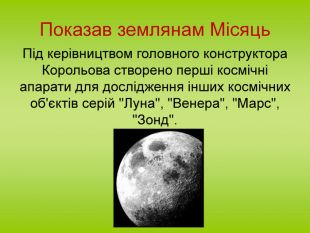 Показав землянам Місяць
Під керівництвом головного конструктора
Корольова створено перші космічні
апарати для дослідження інших космічних
об'єктів серій "Луна", "Венера", "Марс",
"Зонд".